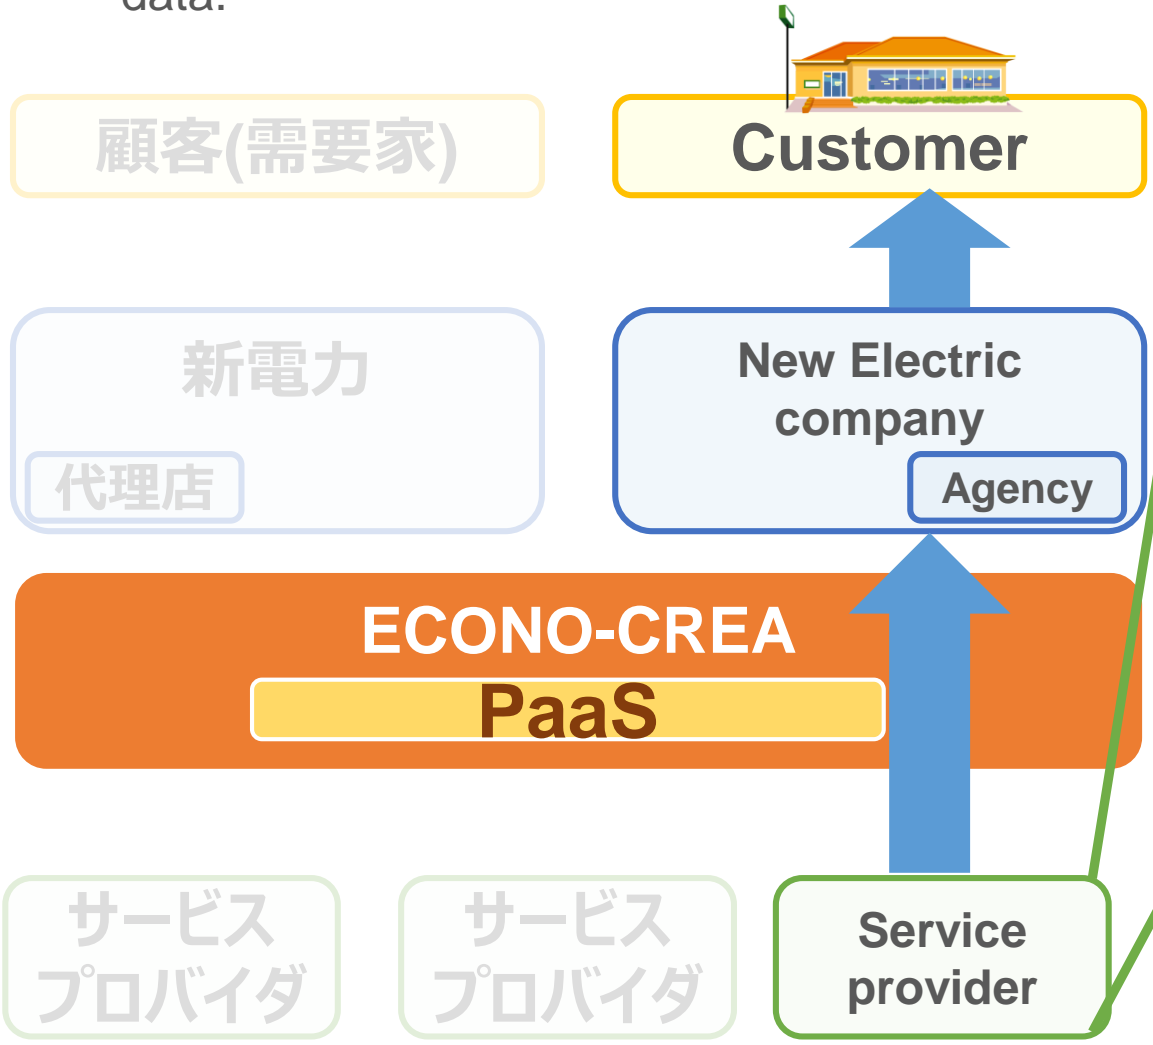 data.
顧客(需要家)
Customer
新電力
代理店
New Electric
company
Agency
ECONO-CREA
PaaS
サービス
プロバイダ
サービス
プロバイダ
Service
provider